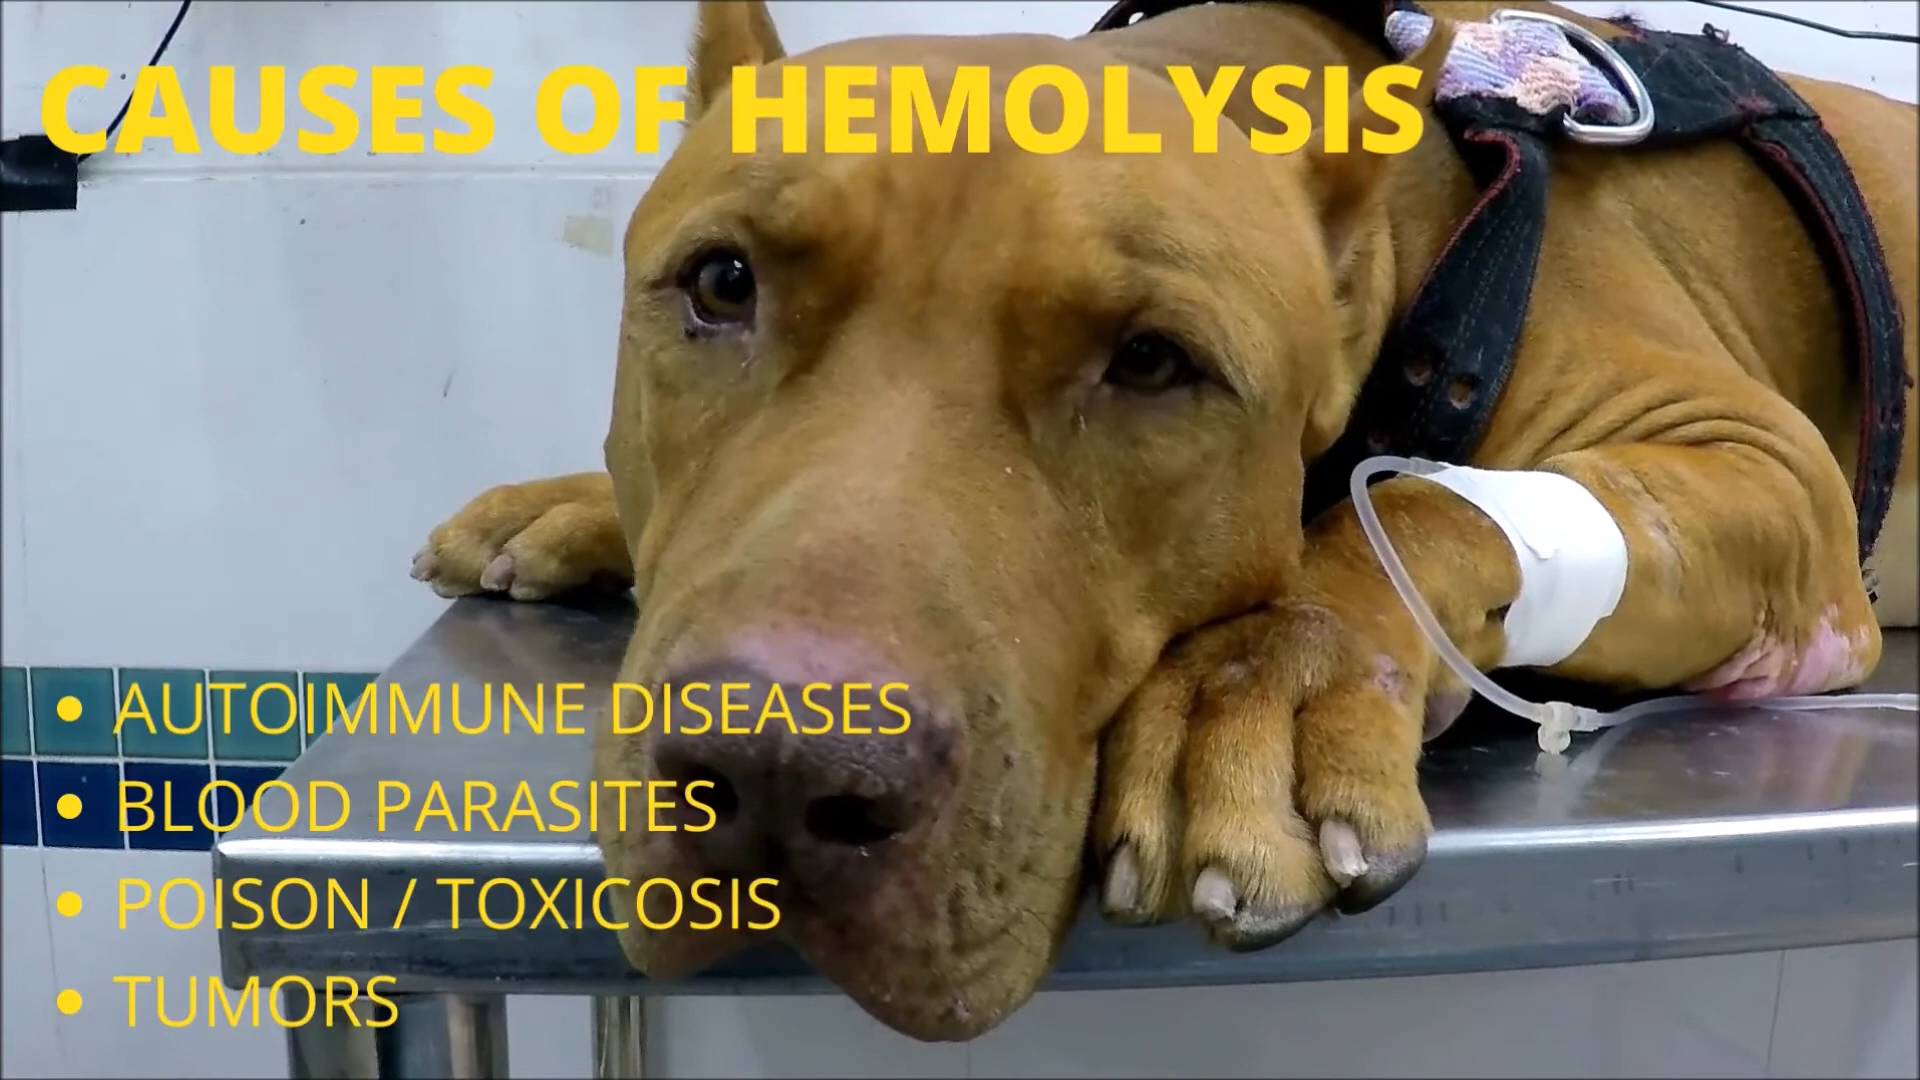 CAUSES OF HEMOLYSIS
• AUTOIMMUNE DISEASES
• BLOOD PARASITES
• POISON / TOXICOSIS
• TUMORS